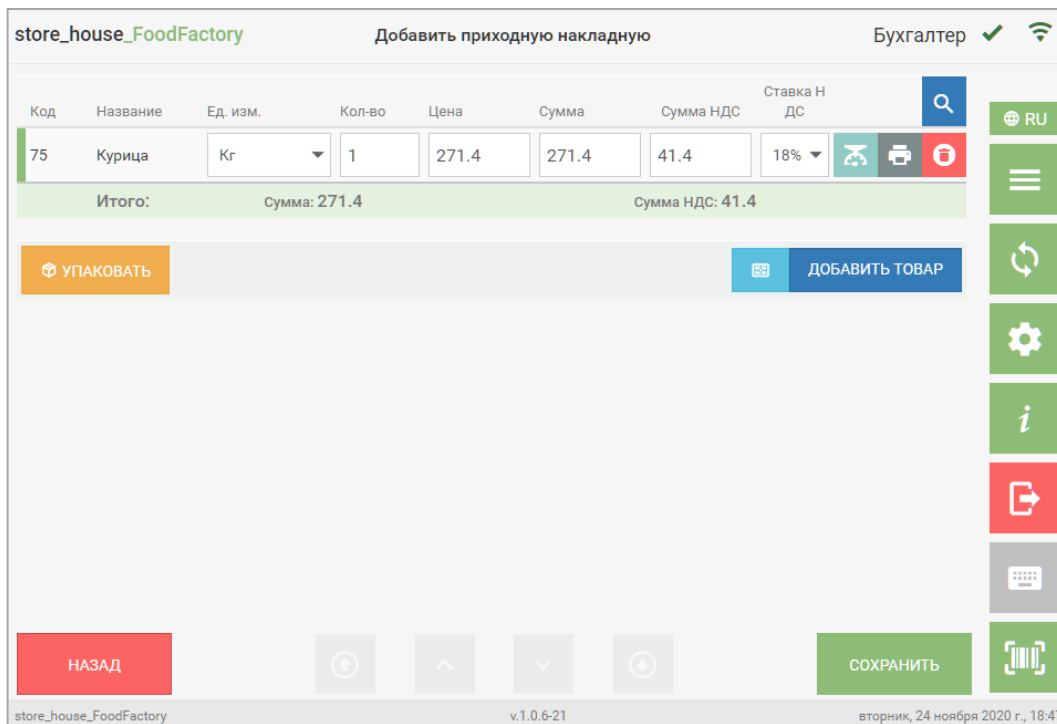 store_house_FoodFactory Добавить приходную накладную Бухгалтер
Код Название Ед. изм. Кол-во Цена Сумма Сумма НДС Ставка Н
ДС
RU
75 Курица Кг 1 271.4 271.4 41.4 18%
Итого: Сумма: 271.4 Сумма НДС: 41.4
УПАКОВАТЬ ДОБАВИТЬ ТОВАР
НАЗАД СОХРАНИТЬ
store_house_FoodFactory v.1.0.6-21 вторник, 24 ноября 2020 г., 18:4